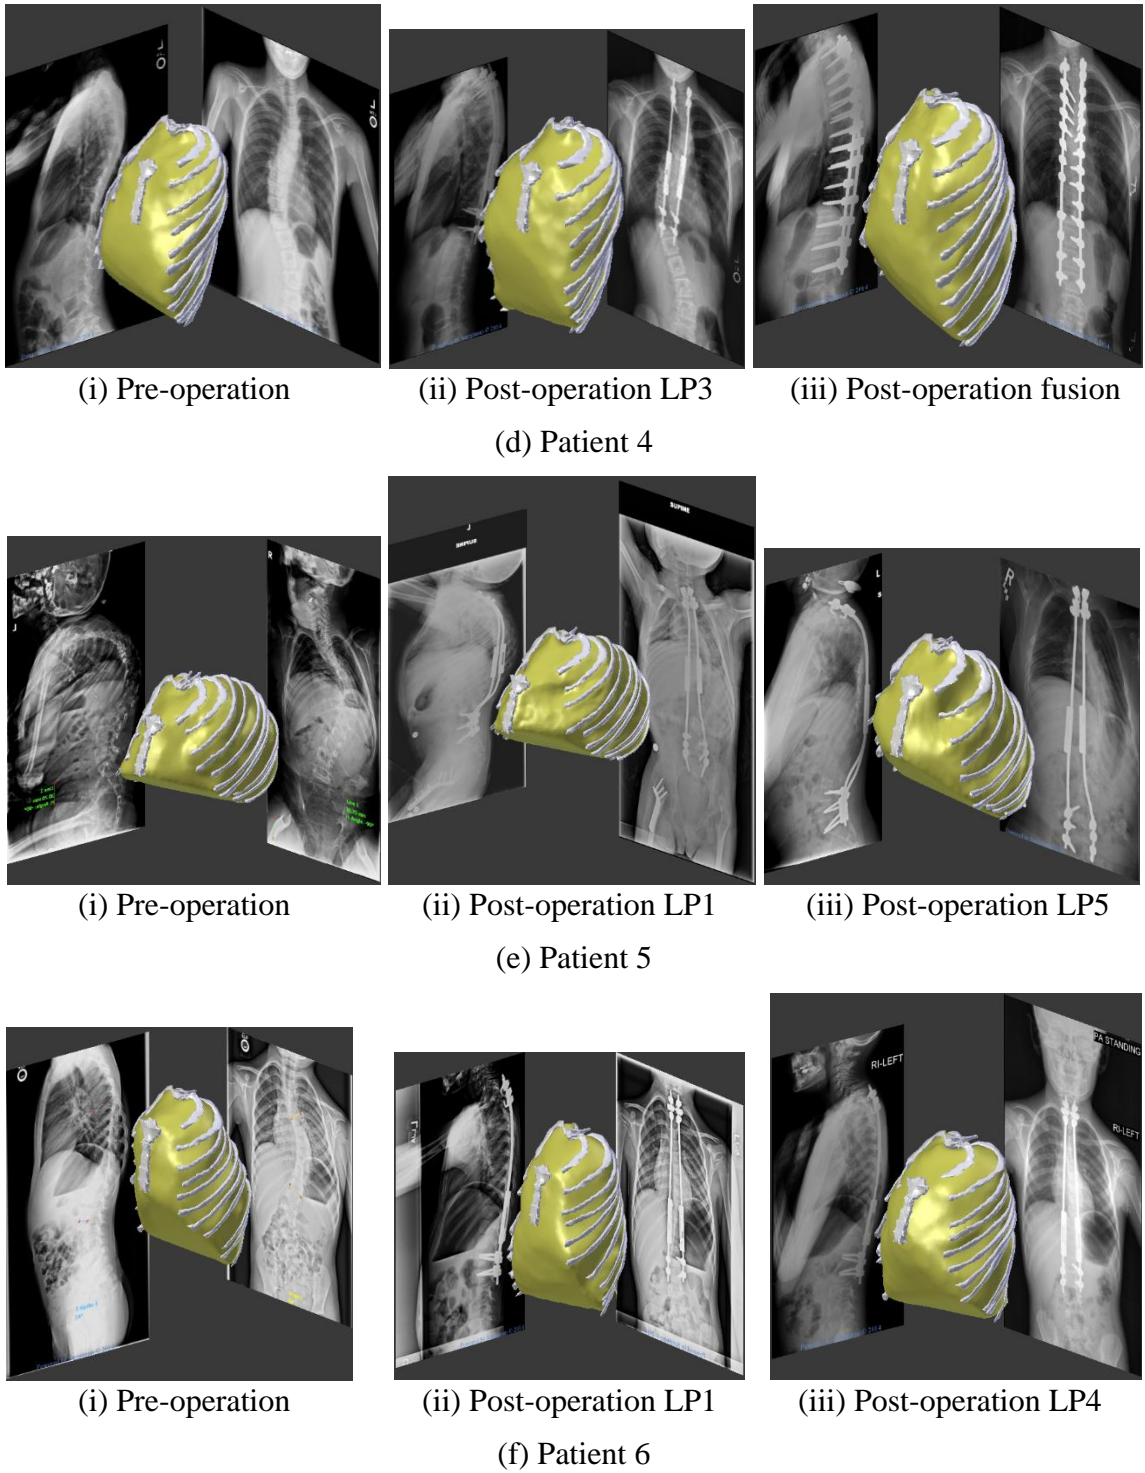 (i) Pre-operation (ii) Post-operation LP3 (iii) Post-operation fusion
(d) Patient 4
SUPINE
SUPINE
R
L
R
(i) Pre-operation (ii) Post-operation LP1 (iii) Post-operation LP5
(e) Patient 5
PA STANDING
RI-LEFT
RI-LEFT
(i) Pre-operation (ii) Post-operation LP1 (iii) Post-operation LP4
(f) Patient 6